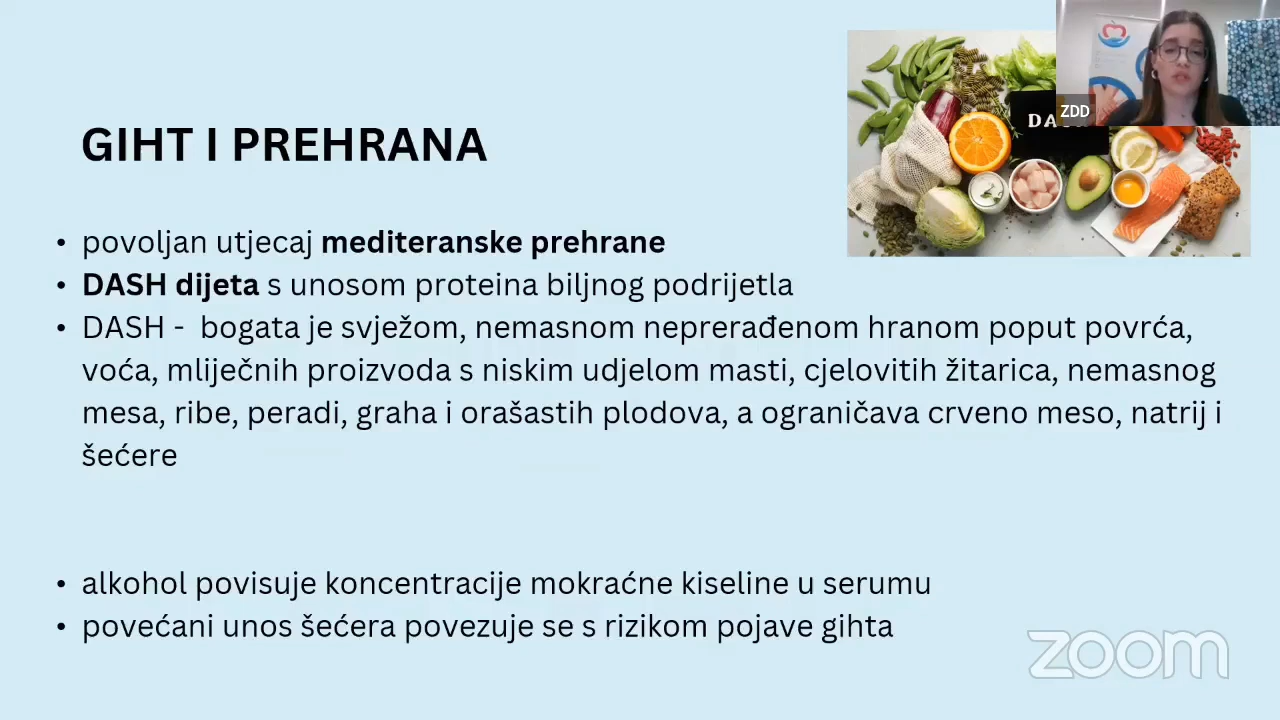 ZDD
DA
GIHT I PREHRANA
• povoljan utjecaj mediteranske prehrane
• DASH dijeta s unosom proteina biljnog podrijetla
• DASH - bogata je svježom, nemasnom neprerađenom hranom poput povrća,
voća, mliječnih proizvoda s niskim udjelom masti, cjelovitih žitarica, nemasnog
mesa, ribe, peradi, graha i orašastih plodova, a ograničava crveno meso, natrij i
šećere
• alkohol povisuje koncentracije mokraćne kiseline u serumu
• povećani unos šećera povezuje se s rizikom pojave gihta
zoom